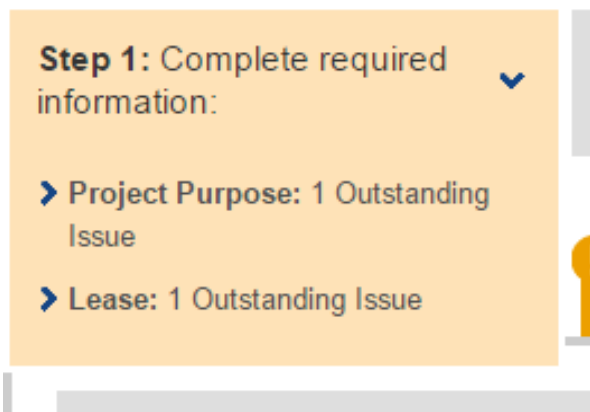 Step 1: Complete required
information:
Project Purpose: 1 Outstanding
Issue
Lease: 1 Outstanding Issue